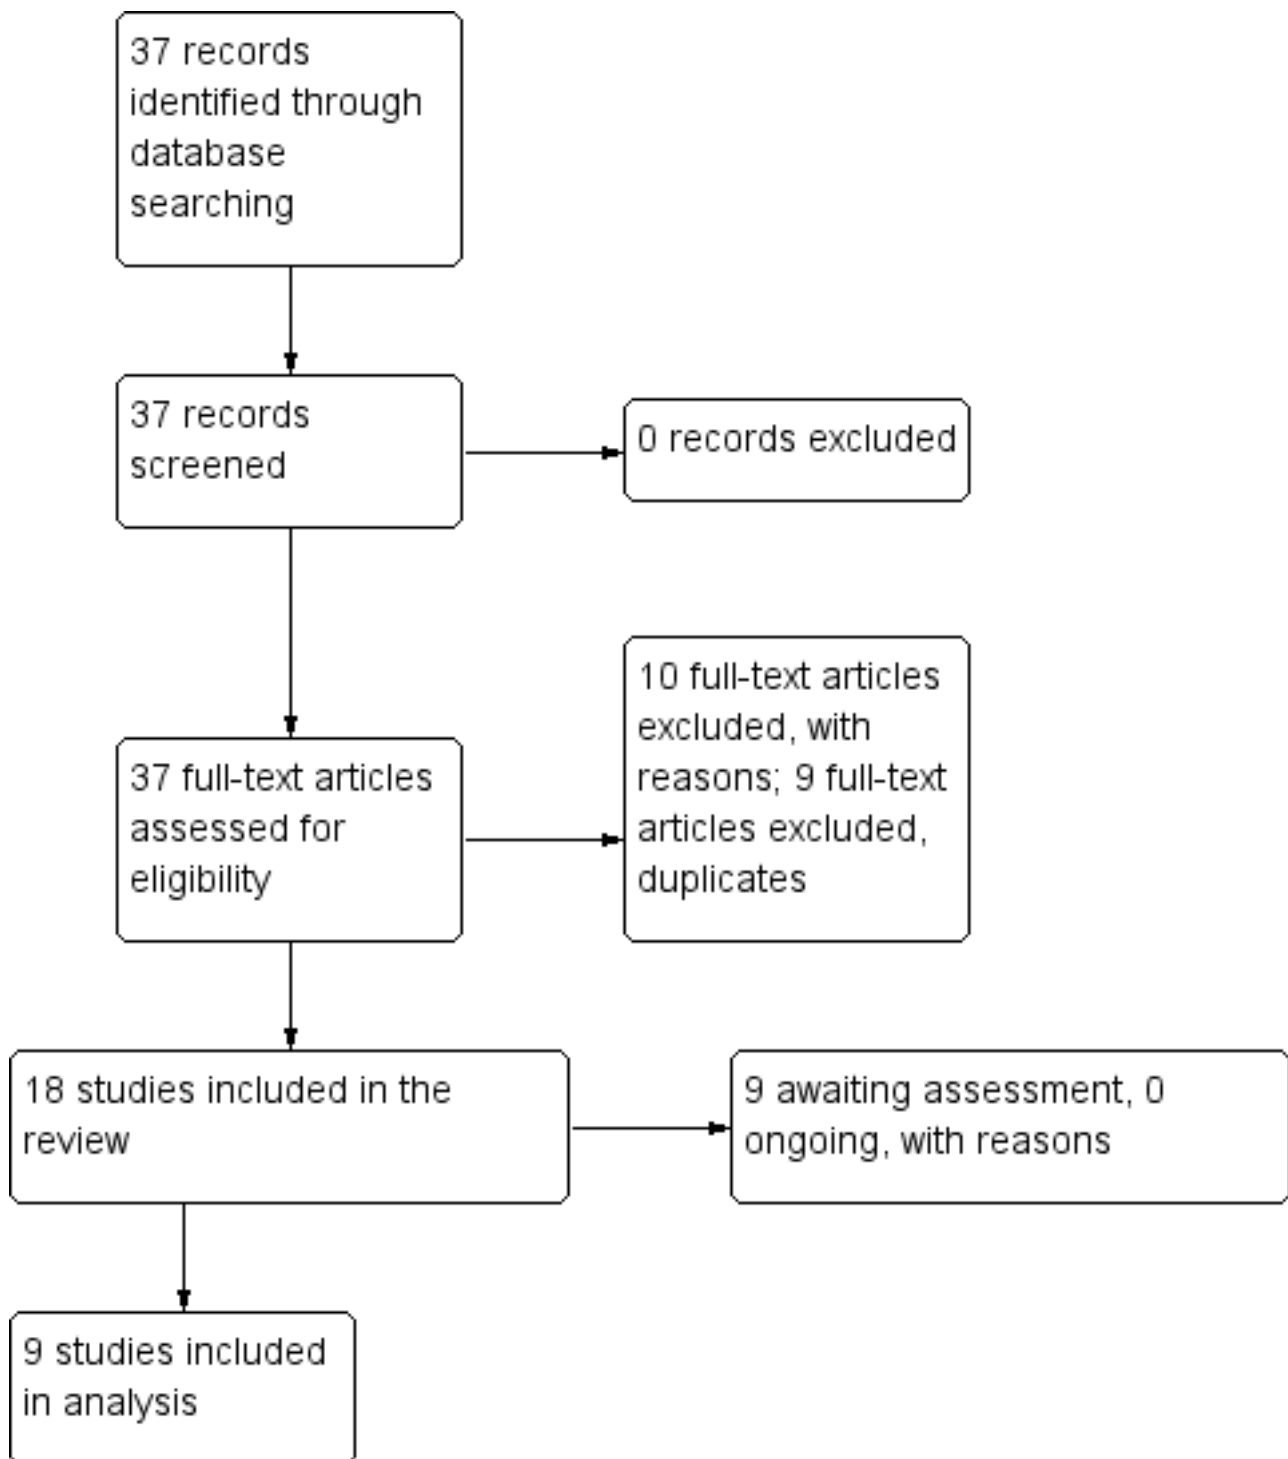 37 records
identified through
database
searching
37 records
screened
0 records excluded
37 full-text articles
assessed for
eligibility
10 full-text articles
excluded, with
reasons; 9 full-text
articles excluded,
duplicates
18 studies included in the
review
9 awaiting assessment, 0
ongoing, with reasons
9 studies included
in analysis